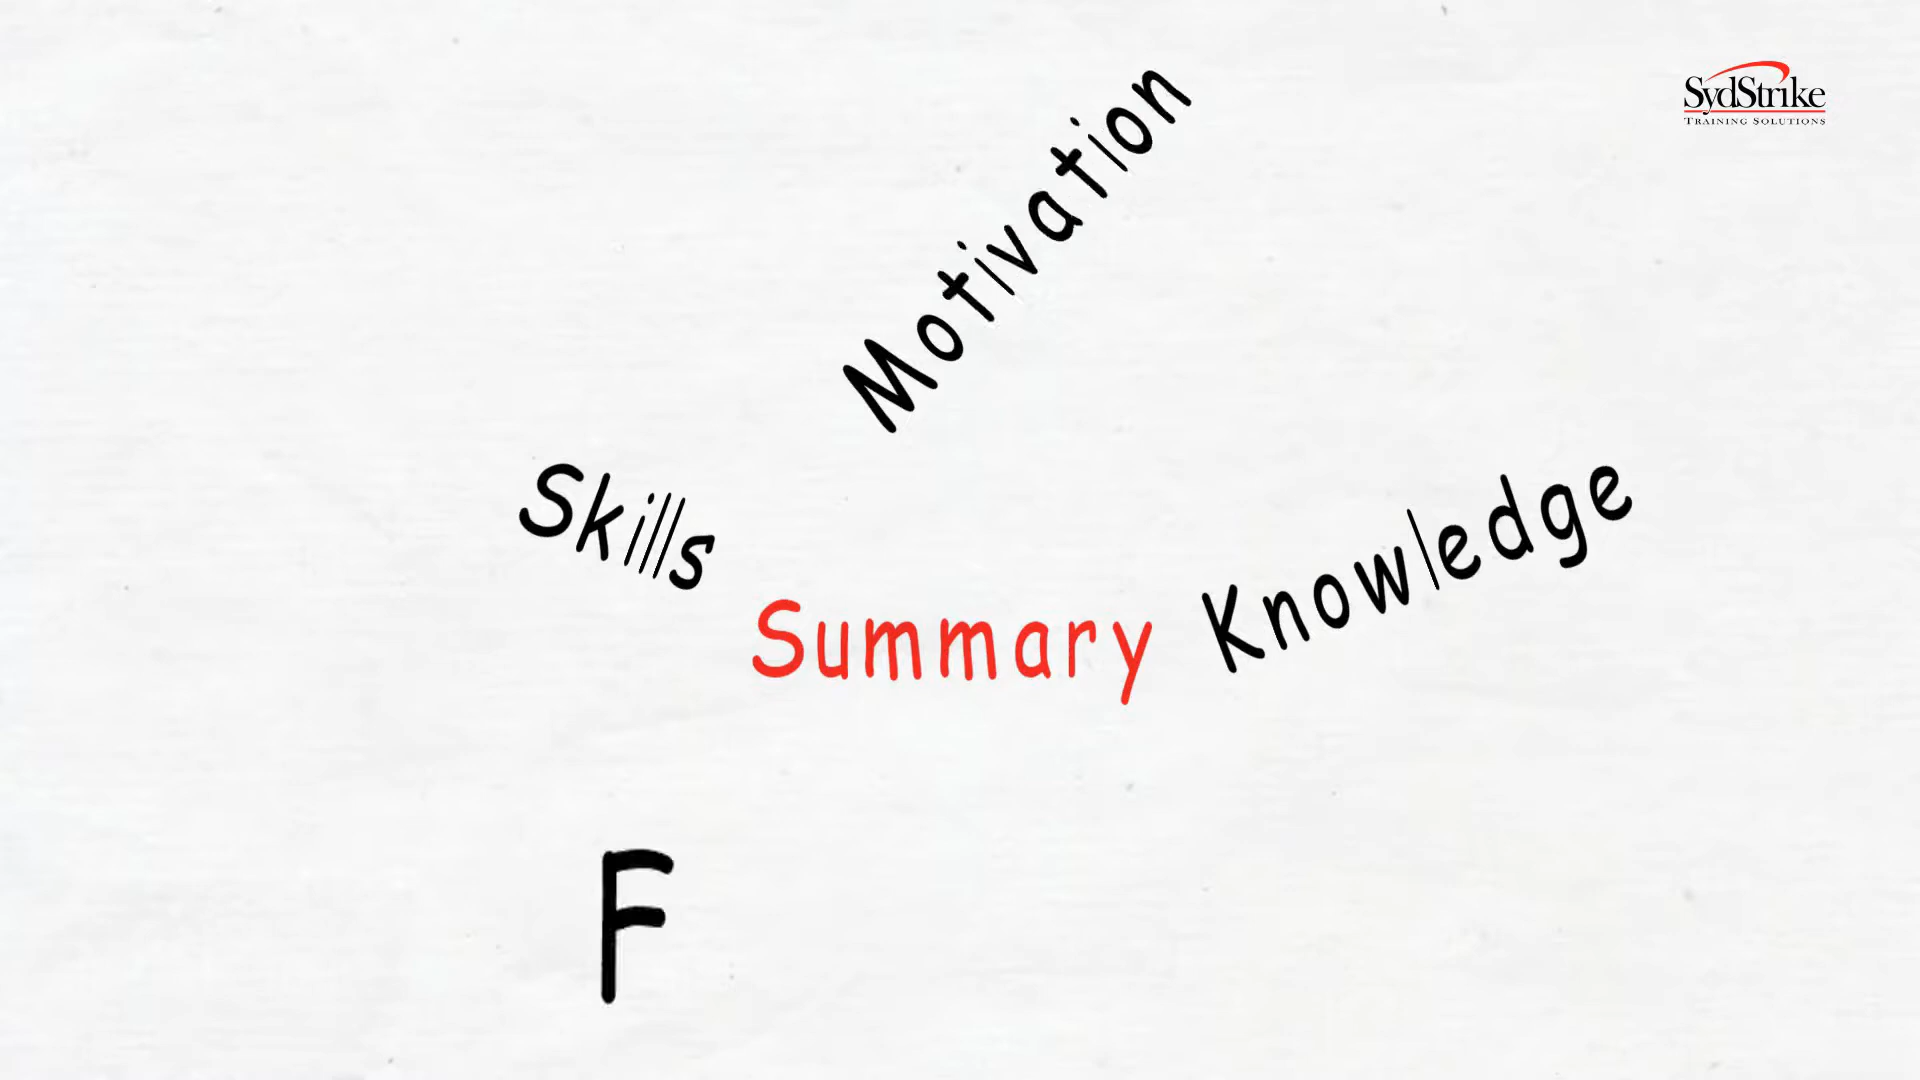 SydStrike
TRAINING SOLUTIONS
Motivation
Skills
Knowledge
Summary
F